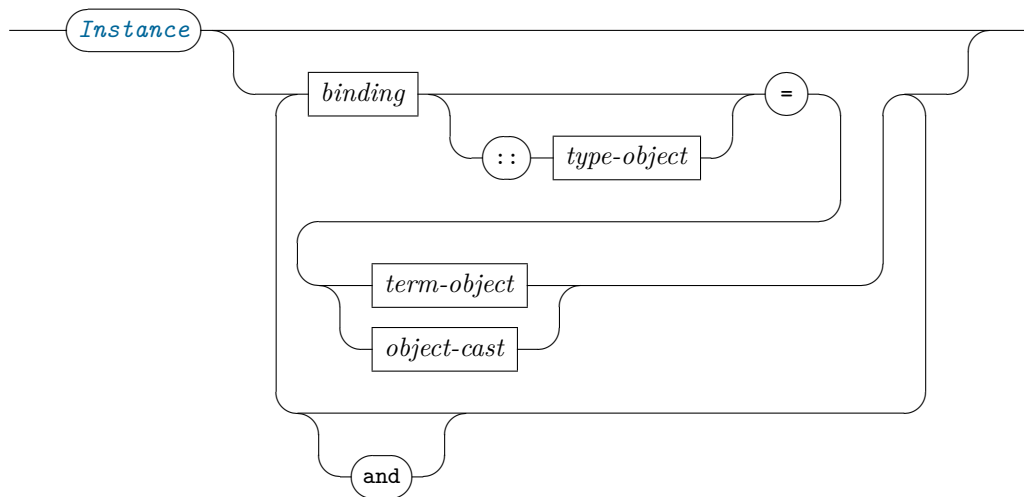 Instance
binding
=
::
type-object
term-object
object-cast
and